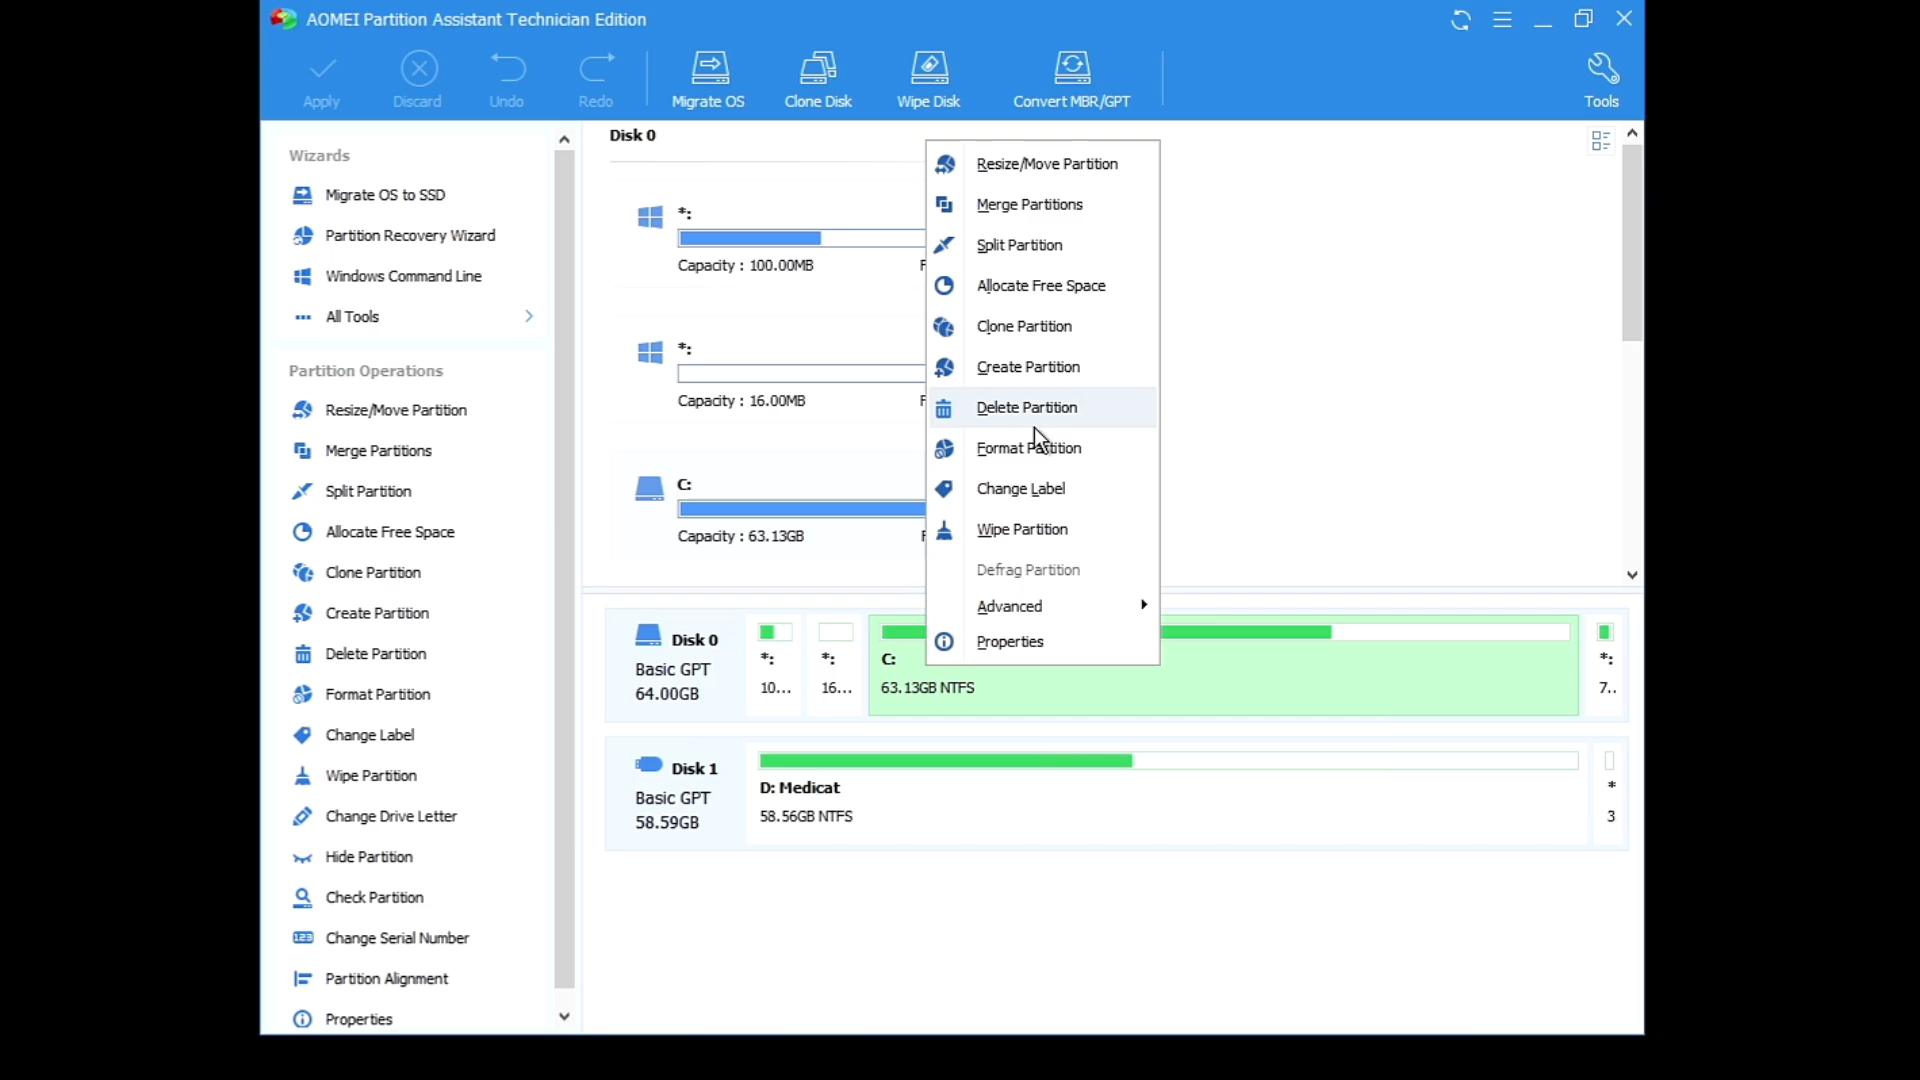 AOMEI Partition Assistant Technician Edition
Apply
Discard
Undo
Redo
Migrate OS
Clone Disk
Wipe Disk
Convert MBR/GPT
Tools
Wizards
Migrate OS to SSD
Partition Recovery Wizard
Windows Command Line
All Tools
Partition Operations
Resize/Move Partition
Merge Partitions
Split Partition
Allocate Free Space
Clone Partition
Create Partition
Delete Partition
Format Partition
Change Label
Wipe Partition
Change Drive Letter
Hide Partition
Check Partition
Change Serial Number
Partition Alignment
Properties
Disk 0
*:
Capacity : 100.00MB
F
*:
Capacity : 16.00MB
F
C:
Capacity : 63.13GB
F
Resize/Move Partition
Merge Partitions
Split Partition
Allocate Free Space
Clone Partition
Create Partition
Delete Partition
Format Partition
Change Label
Wipe Partition
Defrag Partition
Advanced
Properties
Disk 0
Basic GPT
64.00GB
*:
10...
*:
16...
C:
63.13GB NTFS
*:
7..
Disk 1
Basic GPT
58.59GB
D: Medicat
58.56GB NTFS
*
3